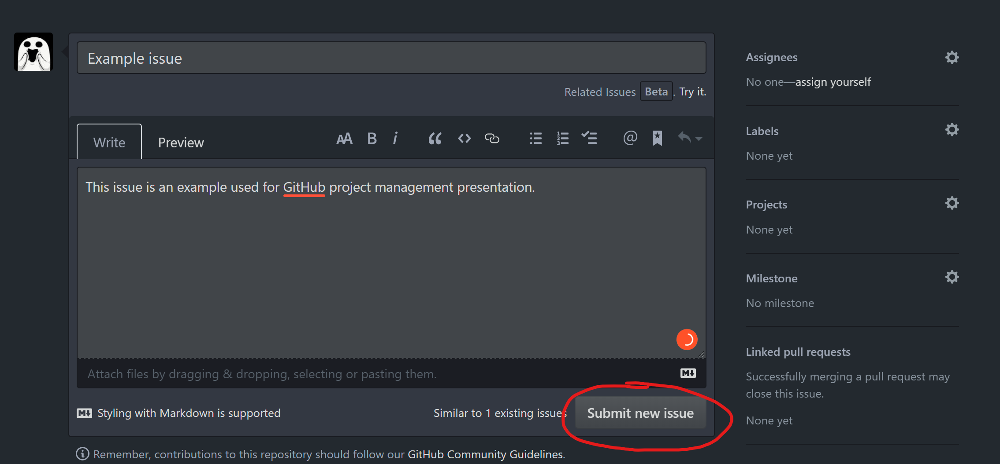 Example issue
Related Issues Beta. Try it.
Write Preview
This issue is an example used for GitHub project management presentation.
Attach files by dragging & dropping, selecting or pasting them.
Styling with Markdown is supported
Similar to 1 existing issues
Submit new issue
Remember, contributions to this repository should follow our GitHub Community Guidelines.
Assignees
No one—assign yourself
Labels
None yet
Projects
None yet
Milestone
No milestone
Linked pull requests
Successfully merging a pull request may
close this issue.
None yet